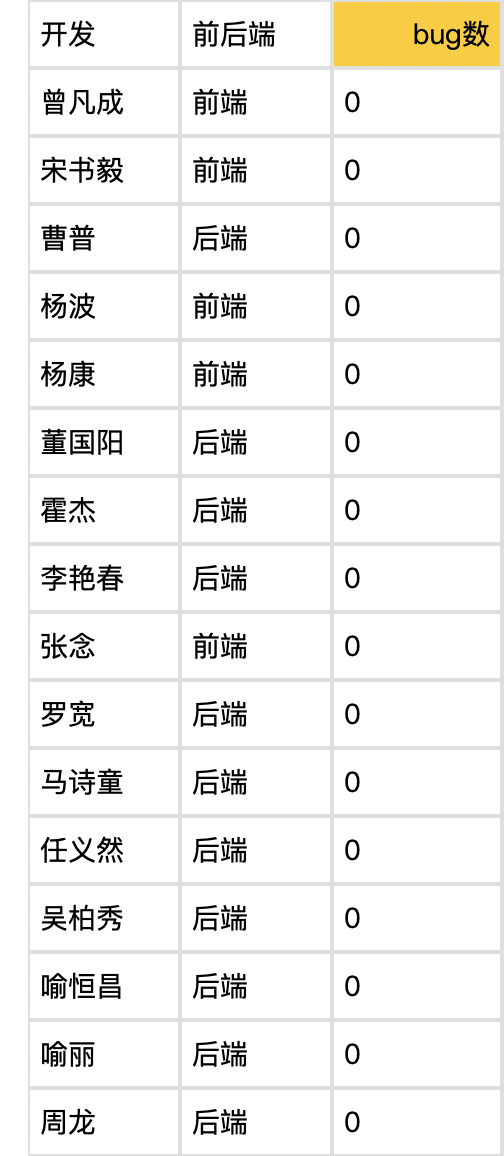 开发 前后端 bug数
曾凡成 前端 0
宋书毅 前端 0
曹普 后端 0
杨波 前端 0
杨康 前端 0
董国阳 后端 0
霍杰 后端 0
李艳春 后端 0
张念 前端 0
罗宽 后端 0
马诗童 后端 0
任义然 后端 0
吴柏秀 后端 0
喻恒昌 后端 0
喻丽 后端 0
周龙 后端 0